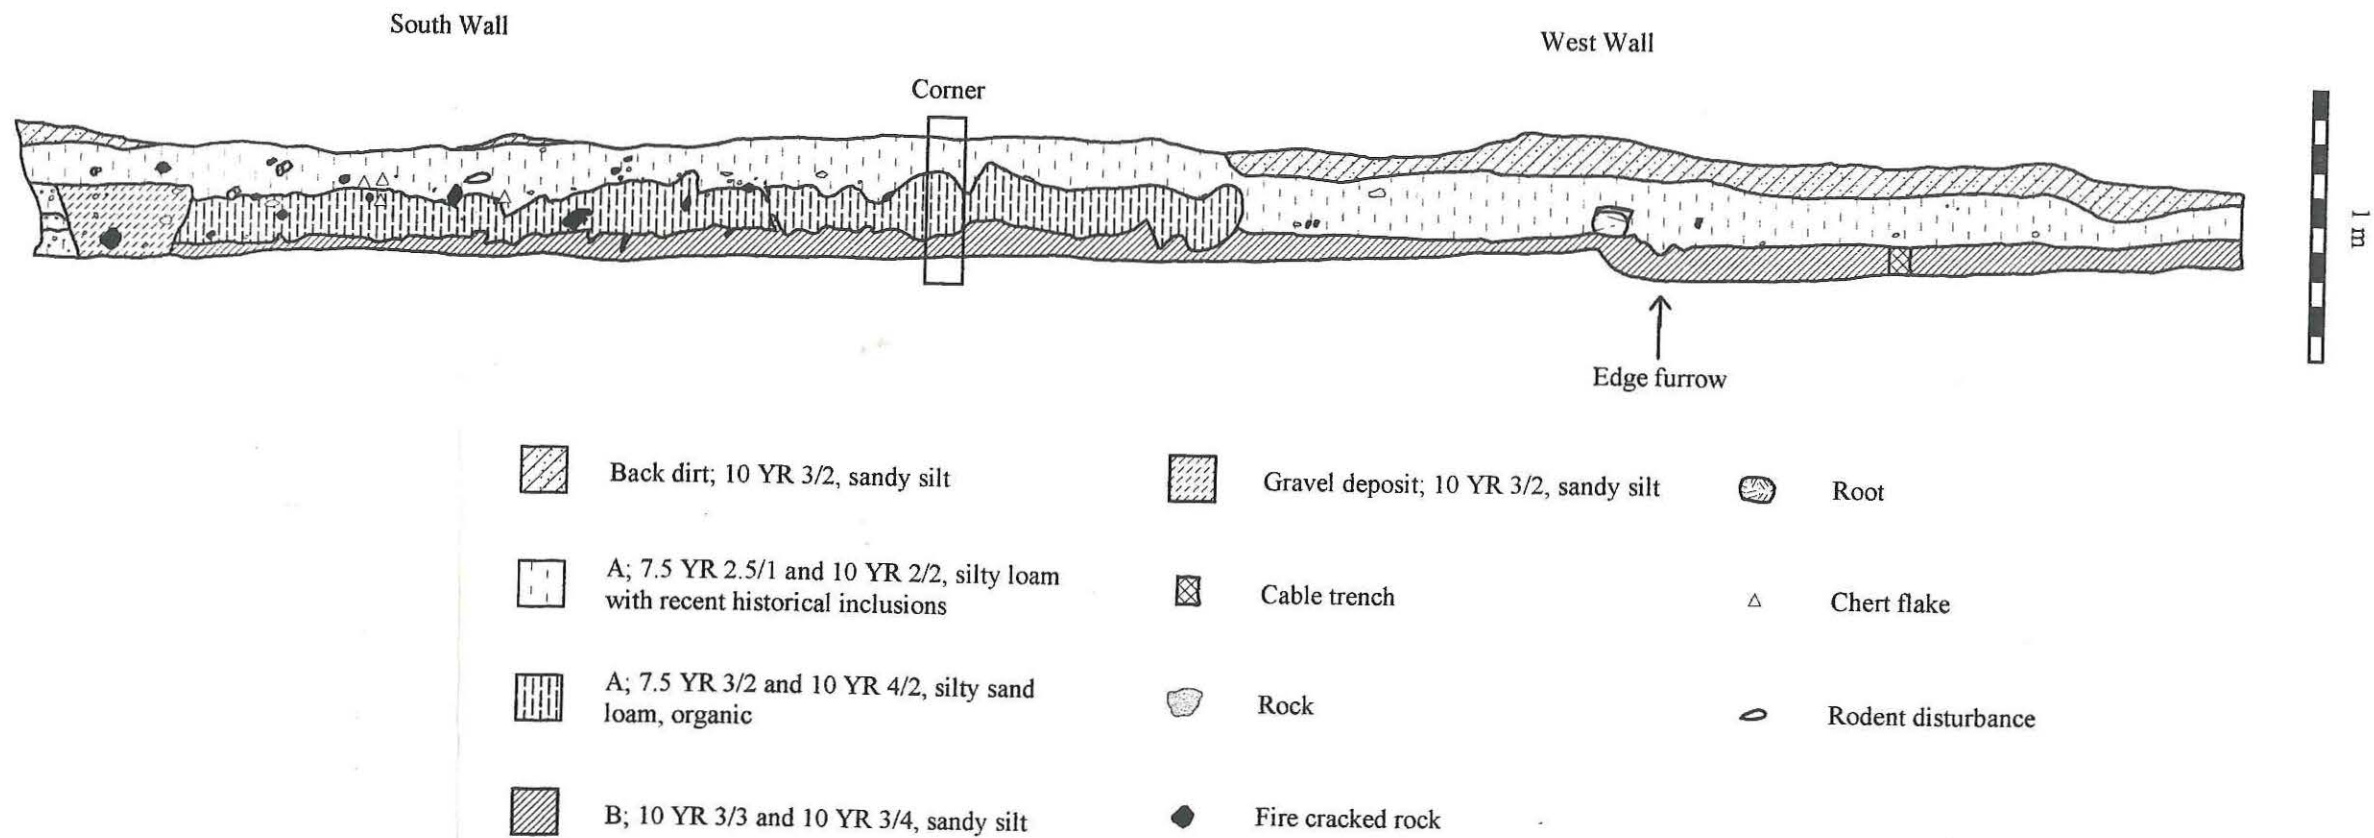 South Wall
West Wall
Corner
1 m
Edge furrow
Back dirt; 10 YR 3/2, sandy silt
A; 7.5 YR 2.5/1 and 10 YR 2/2, silty loam
with recent historical inclusions
A; 7.5 YR 3/2 and 10 YR 4/2, silty sand
loam, organic
B; 10 YR 3/3 and 10 YR 3/4, sandy silt
Gravel deposit; 10 YR 3/2, sandy silt
Cable trench
Rock
Fire cracked rock
Root
Chert flake
Rodent disturbance